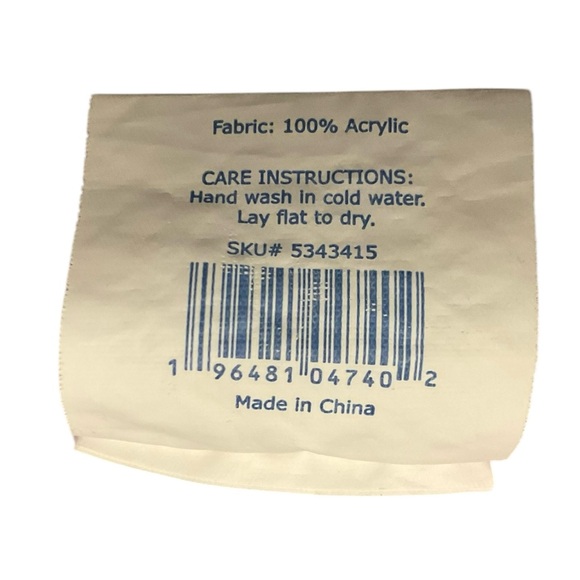 Fabric: 100% Acrylic
CARE INSTRUCTIONS:
Hand wash in cold water.
Lay flat to dry.
SKU# 5343415
1 96481 04740 2
Made in China